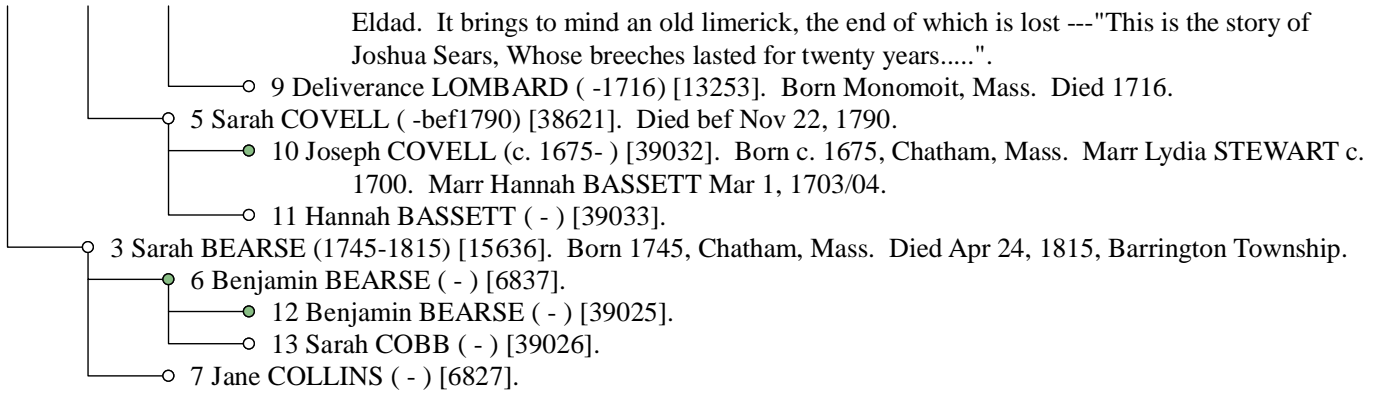 Eldad.  It brings to mind an old limerick, the end of which is lost ---"This is the story of
Joshua Sears, Whose breeches lasted for twenty years.....".
9 Deliverance LOMBARD ( -1716) [13253].  Born Monomoit, Mass.  Died 1716.
5 Sarah COVELL ( -bef1790) [38621].  Died bef Nov 22, 1790.
10 Joseph COVELL (c. 1675- ) [39032].  Born c. 1675, Chatham, Mass.  Marr Lydia STEWART c.
1700.  Marr Hannah BASSETT Mar 1, 1703/04.
11 Hannah BASSETT ( - ) [39033].
3 Sarah BEARSE (1745-1815) [15636].  Born 1745, Chatham, Mass.  Died Apr 24, 1815, Barrington Township.
6 Benjamin BEARSE ( - ) [6837].
12 Benjamin BEARSE ( - ) [39025].
13 Sarah COBB ( - ) [39026].
7 Jane COLLINS ( - ) [6827].